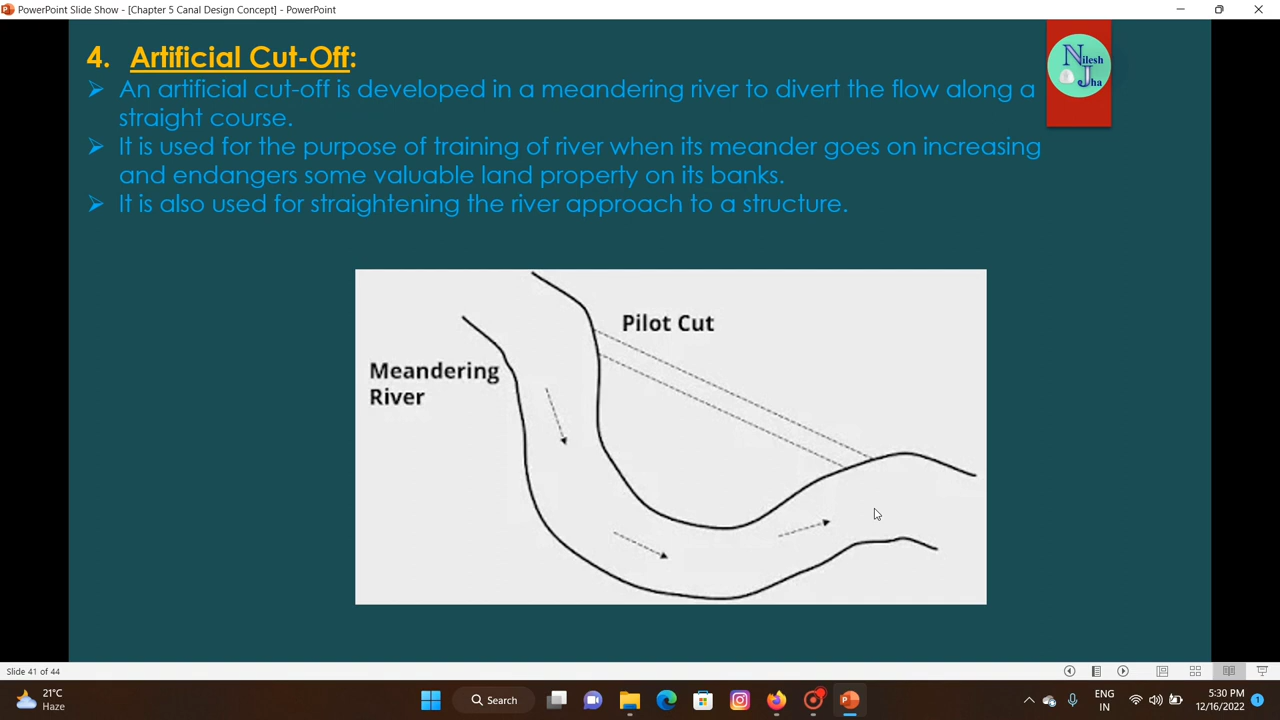 PowerPoint Slide Show - [Chapter 5 Canal Design Concept] - PowerPoint
4. Artificial Cut-Off:
Nilesh
Jha
➢ An artificial cut-off is developed in a meandering river to divert the flow along a
straight course.
➢ It is used for the purpose of training of river when its meander goes on increasing
and endangers some valuable land property on its banks.
➢ It is also used for straightening the river approach to a structure.
Pilot Cut
Meandering
River
Slide 41 of 44
21°C
Haze
Search
ENG
IN
5:30 PM
12/16/2022
1